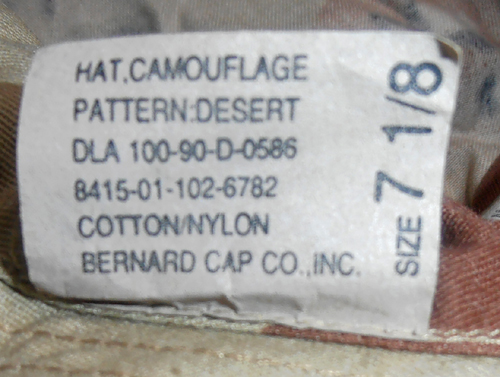 HAT,CAMOUFLAGE
PATTERN:DESERT
DLA 100-90-D-0586
8415-01-102-6782
COTTON/NYLON
BERNARD CAP CO.,INC.
SIZE 7 1/8